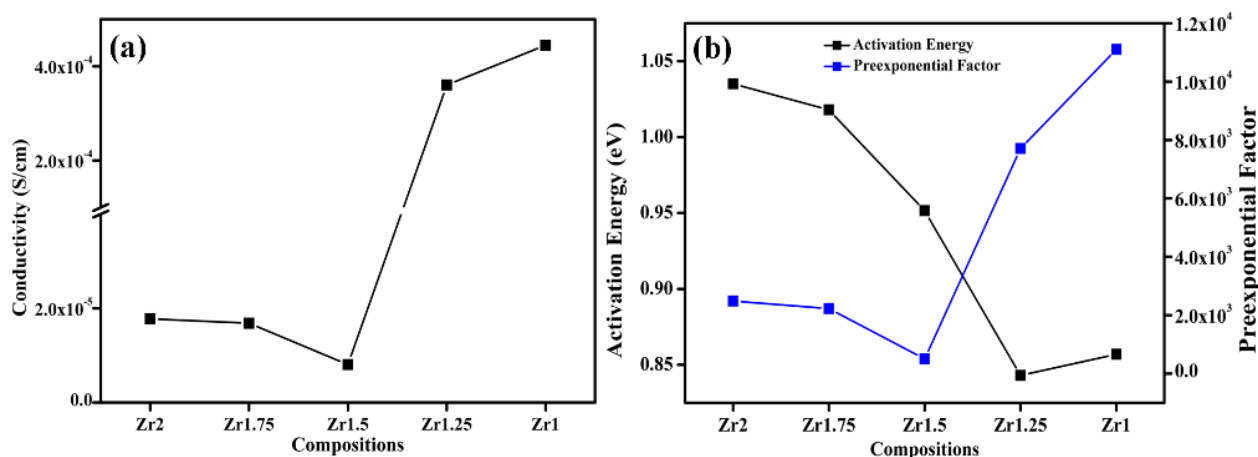 (a)
Conductivity (S/cm)
4.0x10⁻⁴
2.0x10⁻⁴
2.0x10⁻⁵
0.0
Zr2 Zr1.75 Zr1.5 Zr1.25 Zr1
Compositions
(b)
Activation Energy
Preexponential Factor
Activation Energy (eV)
1.05
1.00
0.95
0.90
0.85
Zr2 Zr1.75 Zr1.5 Zr1.25 Zr1
Compositions
1.2x10⁴
1.0x10⁴
8.0x10³
6.0x10³
4.0x10³
2.0x10³
0.0
Preexponential Factor